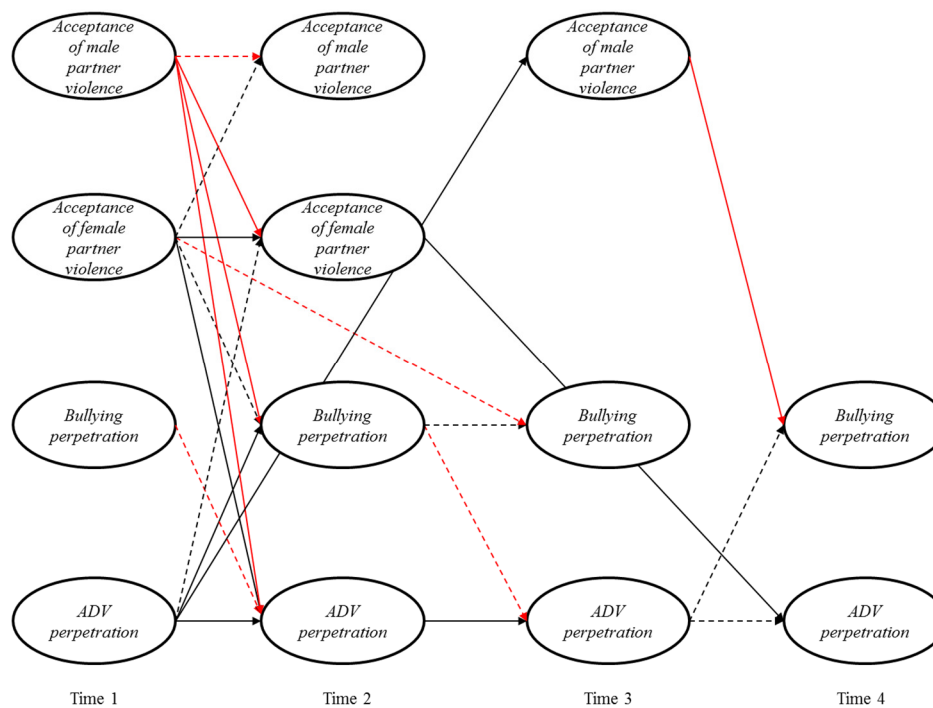 Acceptance
of male
partner
violence
Acceptance
of male
partner
violence
Acceptance
of male
partner
violence
Acceptance
of female
partner
violence
Acceptance
of female
partner
violence
Bullying
perpetration
Bullying
perpetration
Bullying
perpetration
Bullying
perpetration
ADV
perpetration
ADV
perpetration
ADV
perpetration
ADV
perpetration
Time 1
Time 2
Time 3
Time 4